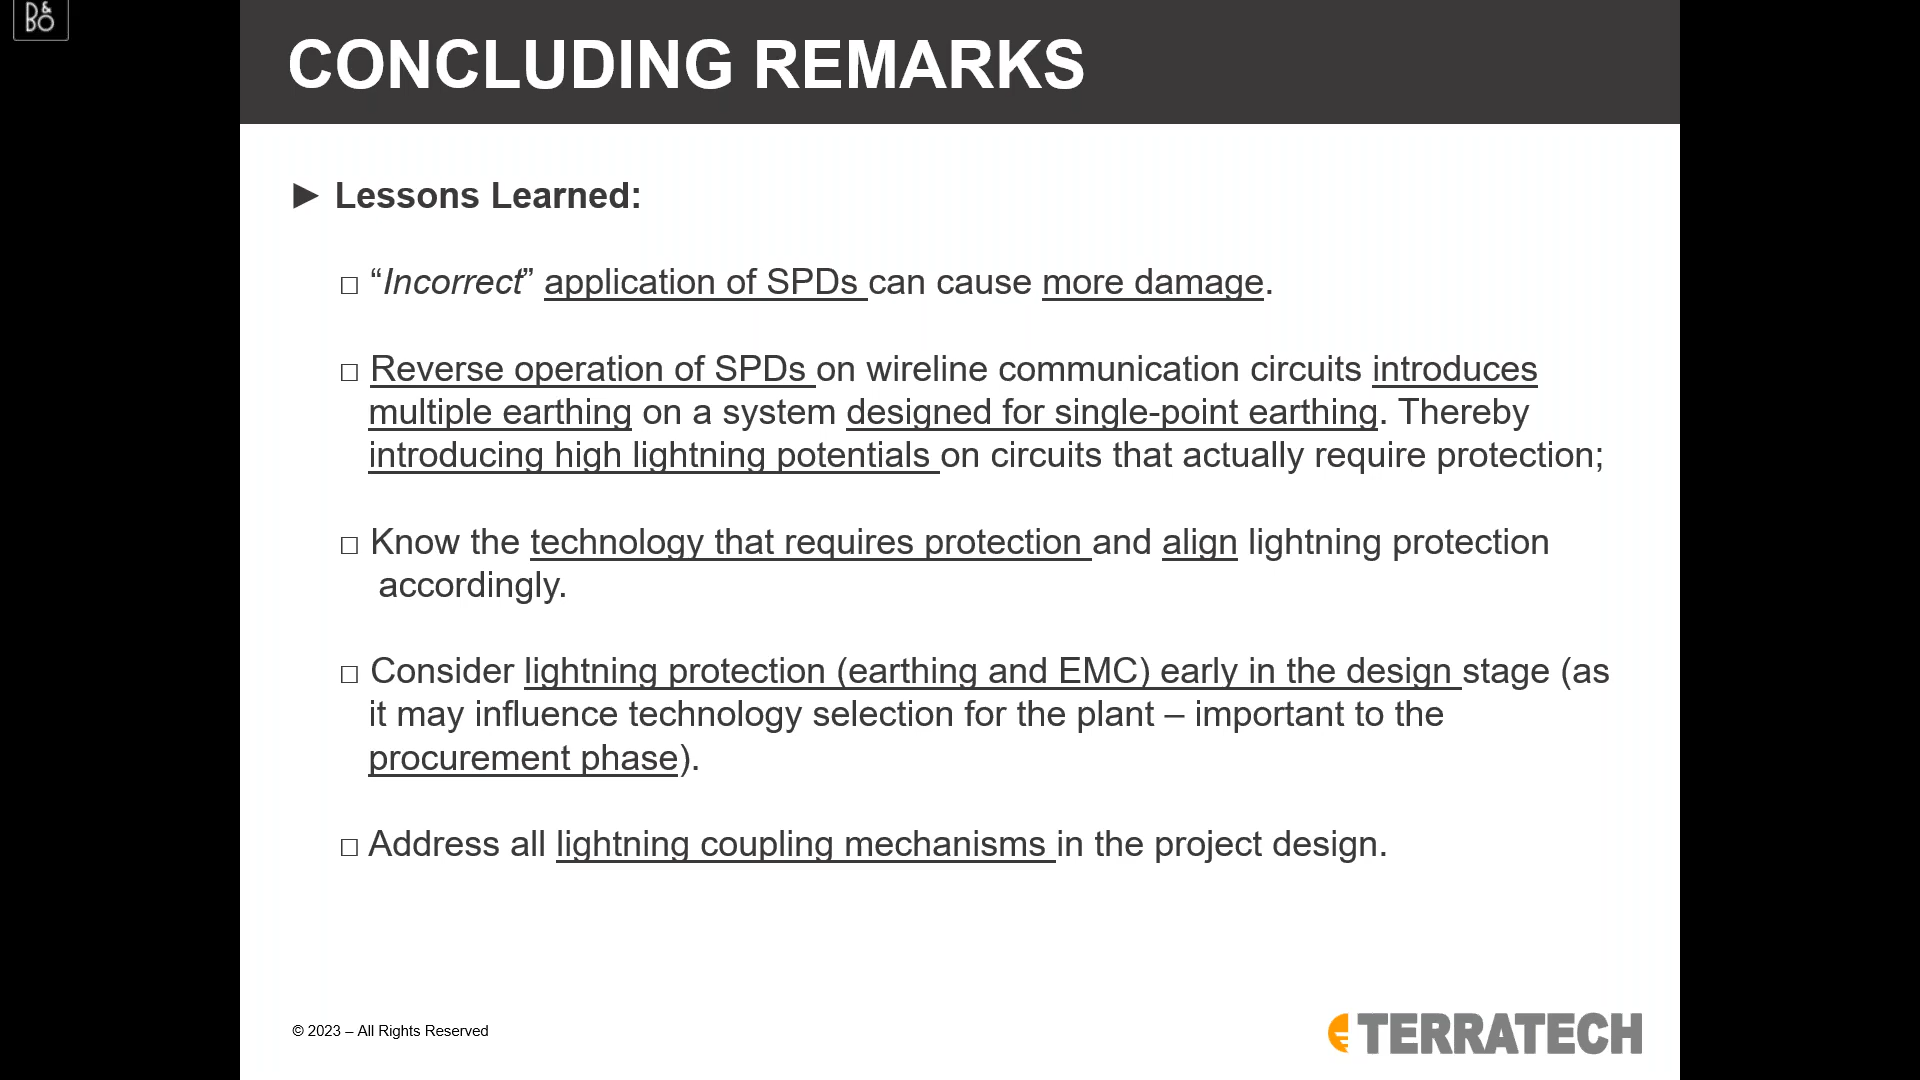 B&O
CONCLUDING REMARKS
► Lessons Learned:
□ “Incorrect” application of SPDs can cause more damage.
□ Reverse operation of SPDs on wireline communication circuits introduces
multiple earthing on a system designed for single-point earthing. Thereby
introducing high lightning potentials on circuits that actually require protection;
□ Know the technology that requires protection and align lightning protection
accordingly.
□ Consider lightning protection (earthing and EMC) early in the design stage (as
it may influence technology selection for the plant – important to the
procurement phase).
□ Address all lightning coupling mechanisms in the project design.
© 2023 – All Rights Reserved
TERRATECH